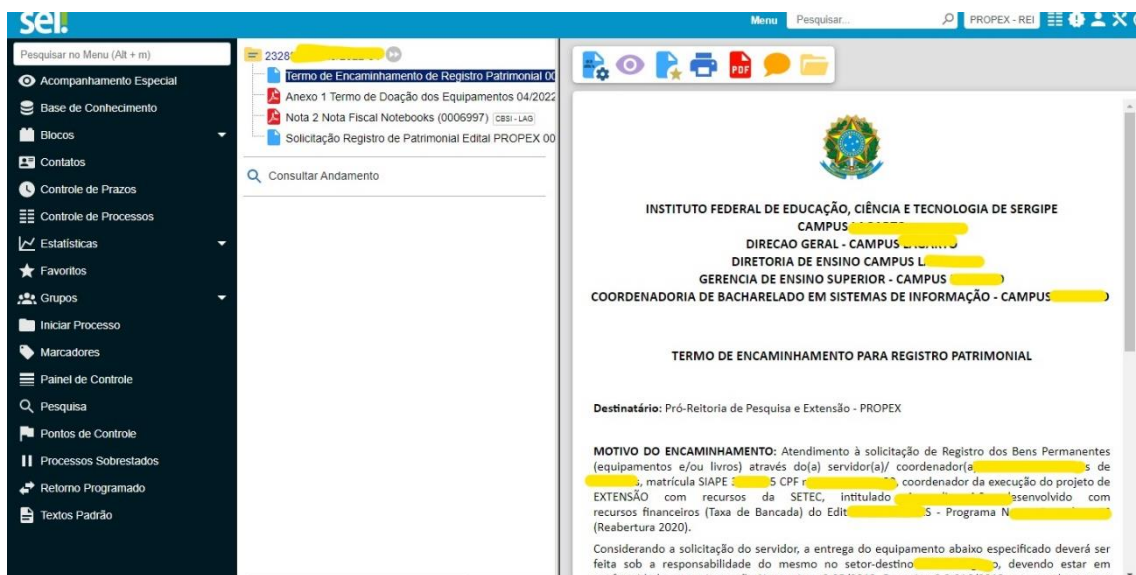 sei!
Menu
Pesquisar...
PROPEX - REI
Pesquisar no Menu (Alt + m)
Acompanhamento Especial
Base de Conhecimento
Blocos
Contatos
Controle de Prazos
Controle de Processos
Estatísticas
Favoritos
Grupos
Iniciar Processo
Marcadores
Painel de Controle
Pesquisa
Pontos de Controle
Processos Sobrestados
Retorno Programado
Textos Padrão
2328
Termo de Encaminhamento de Registro Patrimonial 00
Anexo 1 Termo de Doação dos Equipamentos 04/2022
Nota 2 Nota Fiscal Notebooks (0006997) CBSI - LAG
Solicitação Registro de Patrimonial Edital PROPEX 00
Consultar Andamento
PDF
INSTITUTO FEDERAL DE EDUCAÇÃO, CIÊNCIA E TECNOLOGIA DE SERGIPE
CAMPUS
DIRECAO GERAL - CAMPUS
DIRETORIA DE ENSINO CAMPUS L
GERENCIA DE ENSINO SUPERIOR - CAMPUS
COORDENADORIA DE BACHARELADO EM SISTEMAS DE INFORMAÇÃO - CAMPUS
TERMO DE ENCAMINHAMENTO PARA REGISTRO PATRIMONIAL
Destinatário: Pró-Reitoria de Pesquisa e Extensão - PROPEX
MOTIVO DO ENCAMINHAMENTO: Atendimento à solicitação de Registro dos Bens Permanentes
(equipamentos e/ou livros) através do(a) servidor(a)/ coordenador(a s de
s, matrícula SIAPE 3 5 CPF n , coordenador da execução do projeto de
EXTENSÃO com recursos da SETEC, intitulado desenvolvido com
recursos financeiros (Taxa de Bancada) do Edit S - Programa N
(Reabertura 2020).
Considerando a solicitação do servidor, a entrega do equipamento abaixo especificado deverá ser
feita sob a responsabilidade do mesmo no setor-destino o, devendo estar em